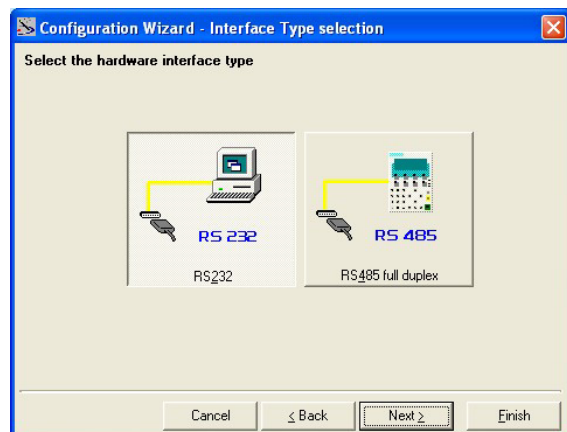 Configuration Wizard - Interface Type selection
Select the hardware interface type
RS 232
RS232
RS 485
RS485 full duplex
Cancel
< Back
Next >
Finish